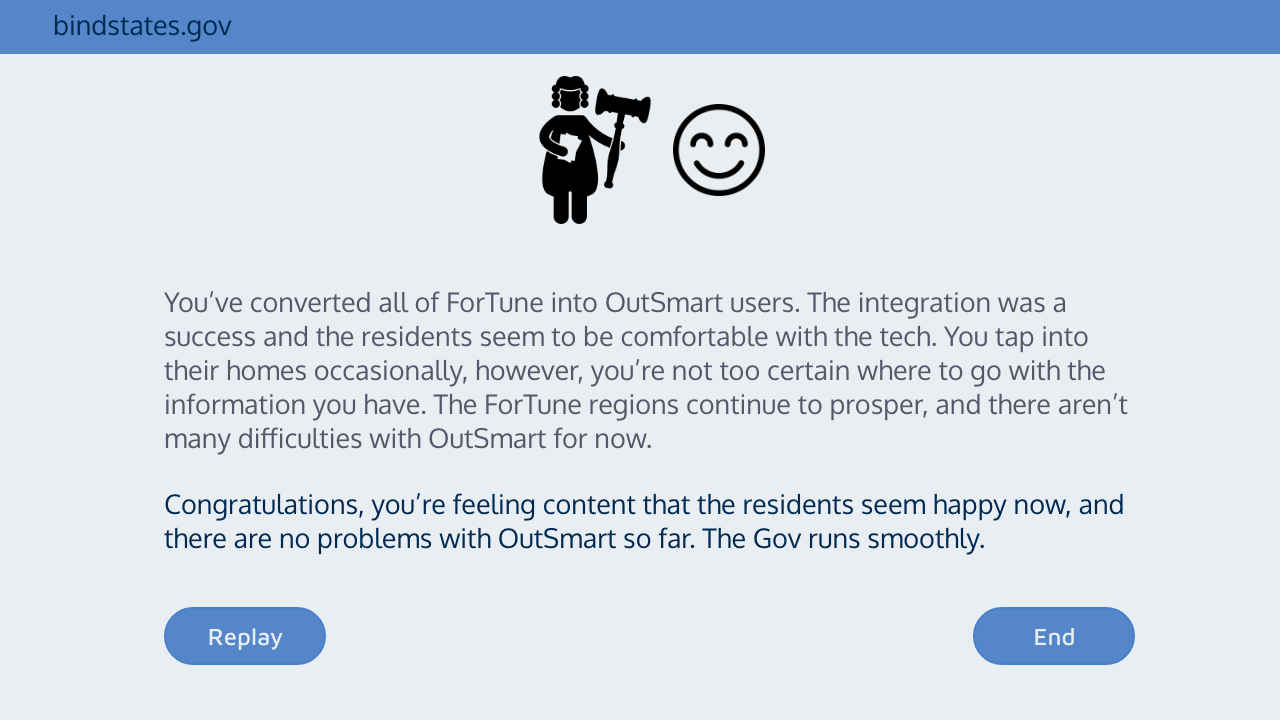 bindstates.gov
You’ve converted all of ForTune into OutSmart users. The integration was a
success and the residents seem to be comfortable with the tech. You tap into
their homes occasionally, however, you’re not too certain where to go with the
information you have. The ForTune regions continue to prosper, and there aren’t
many difficulties with OutSmart for now.
Congratulations, you’re feeling content that the residents seem happy now, and
there are no problems with OutSmart so far. The Gov runs smoothly.
Replay
End